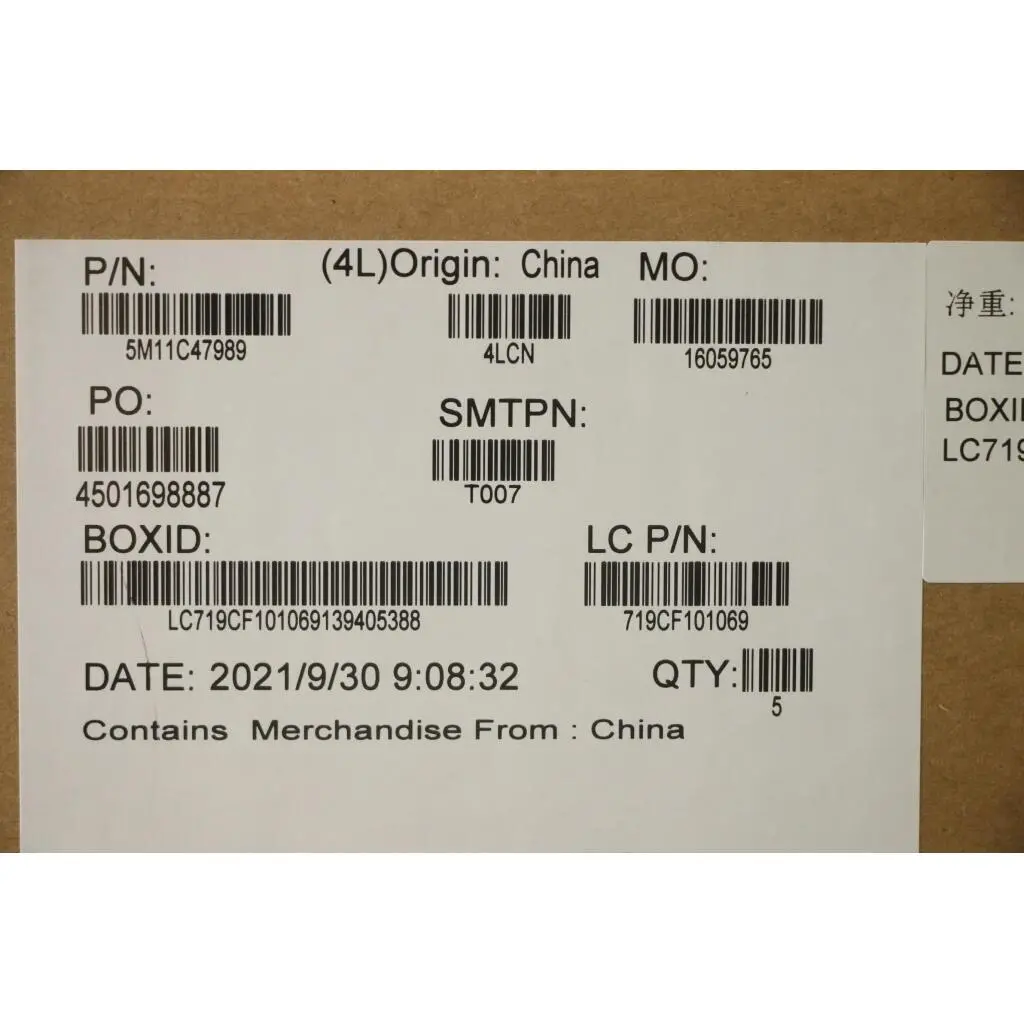 P/N: (4L)Origin: China MO:
5M11C47989 4LCN 16059765
PO: SMTPN:
4501698887 T007
BOXID: LC P/N:
LC719CF101069139405388 719CF101069
DATE: 2021/9/30 9:08:32 QTY:
5
Contains Merchandise From : China
净重:
DATE
BOXI
LC719